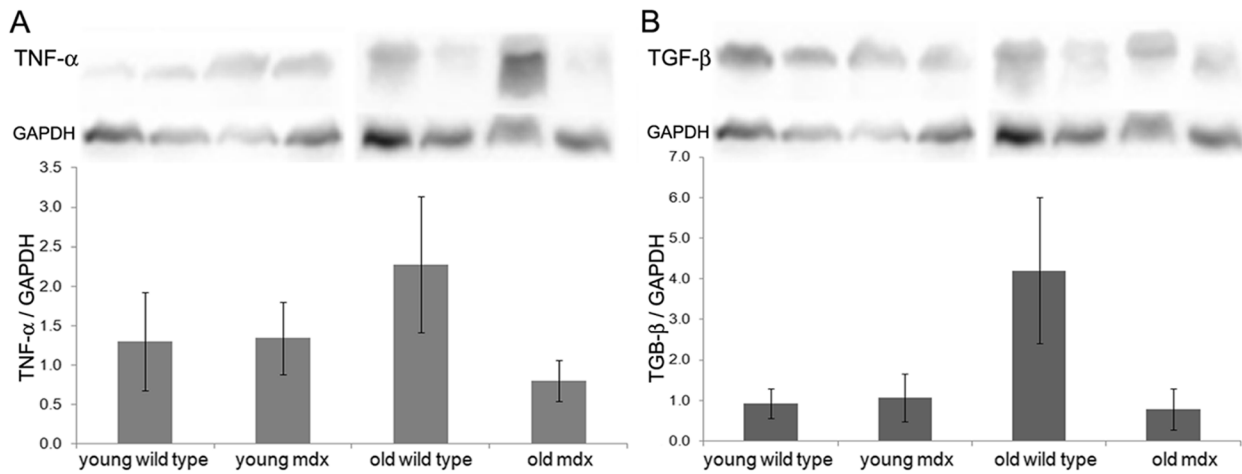 A
TNF-α
GAPDH
3.5
3.0
2.5
2.0
1.5
1.0
0.5
0.0
TNF-α / GAPDH
young wild type young mdx old wild type old mdx
B
TGF-β
GAPDH
7.0
6.0
5.0
4.0
3.0
2.0
1.0
0.0
TGB-β / GAPDH
young wild type young mdx old wild type old mdx